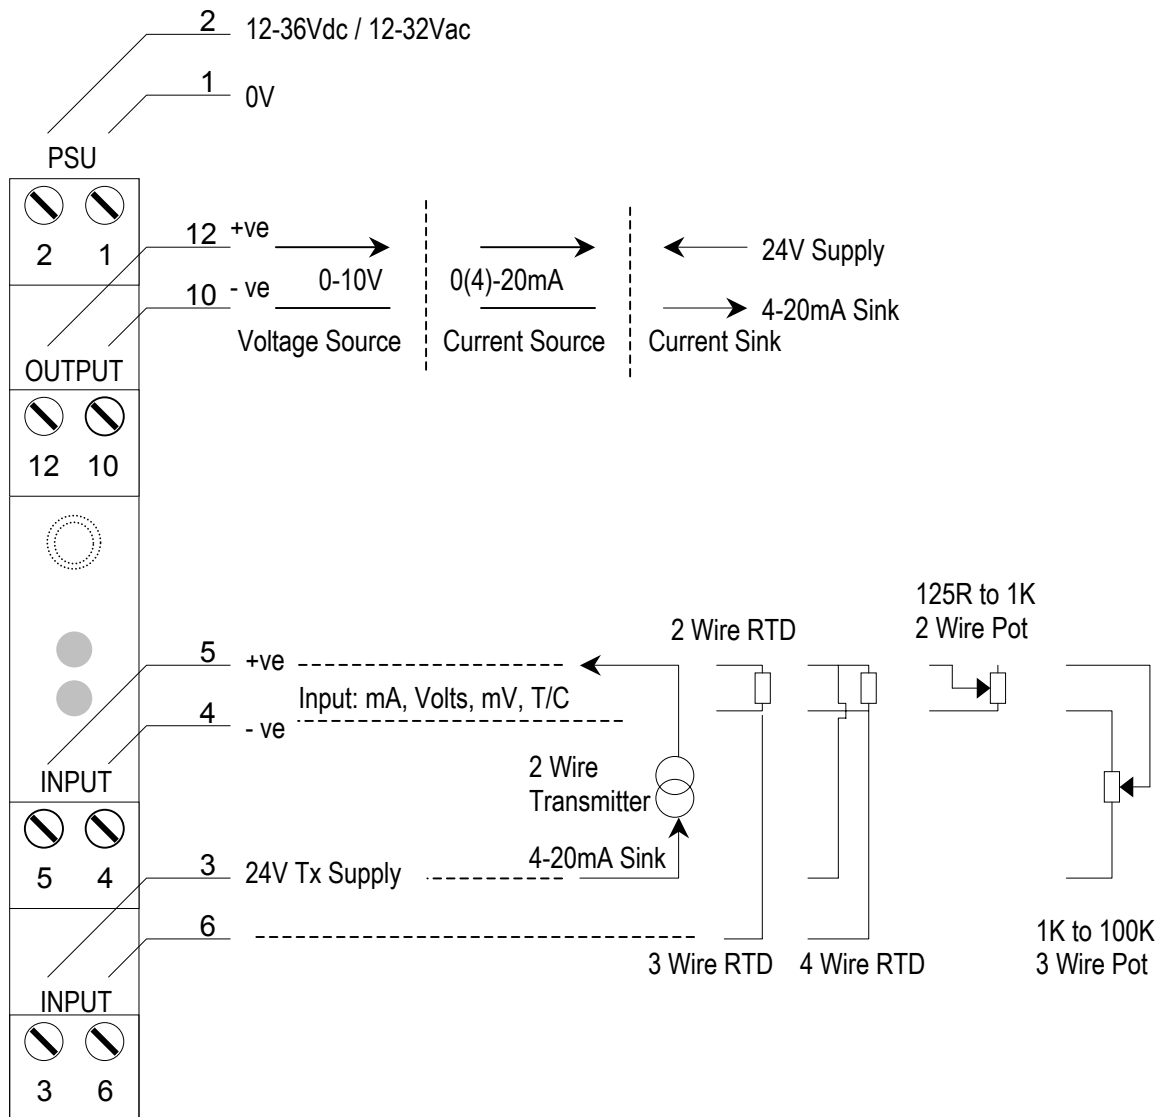 2 12-36Vdc / 12-32Vac
1 0V
PSU
2 1
12 +ve 0-10V 0(4)-20mA 24V Supply
10 - ve 4-20mA Sink
Voltage Source Current Source Current Sink
OUTPUT
12 10
125R to 1K
2 Wire Pot
2 Wire RTD
5 +ve
Input: mA, Volts, mV, T/C
4 - ve
INPUT
2 Wire
Transmitter
5 4
4-20mA Sink
3 24V Tx Supply
6
3 Wire RTD 4 Wire RTD
1K to 100K
3 Wire Pot
INPUT
3 6